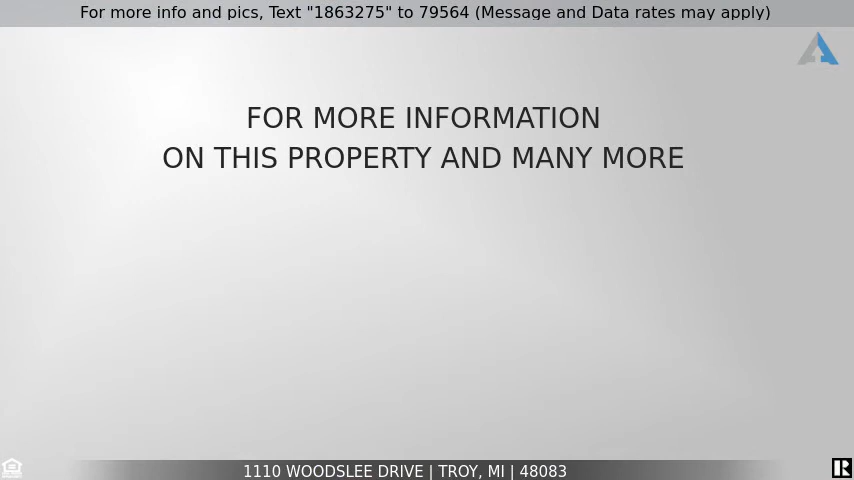 For more info and pics, Text "1863275" to 79564 (Message and Data rates may apply)
FOR MORE INFORMATION
ON THIS PROPERTY AND MANY MORE
1110 WOODSLEE DRIVE | TROY, MI | 48083